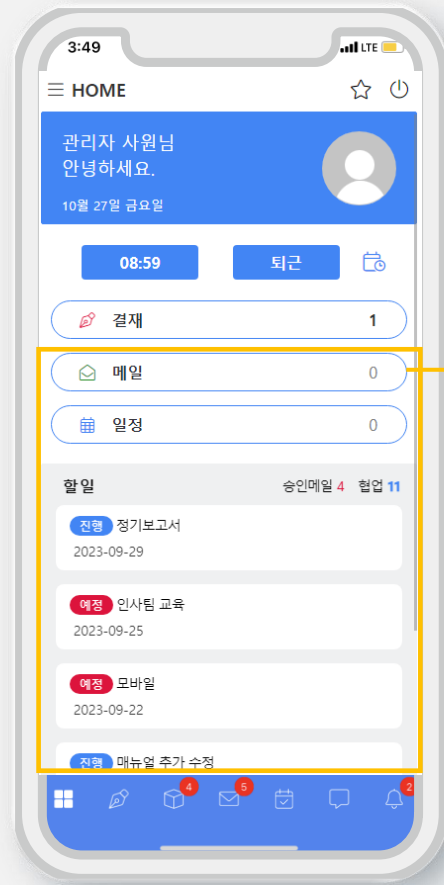 3:49 LTE
HOME
관리자 사원님
안녕하세요.
10월 27일 금요일
08:59 퇴근
결재 1
메일 0
일정 0
할일 승인메일 4 협업 11
진행 정기보고서
2023-09-29
예정 인사팀 교육
2023-09-25
예정 모바일
2023-09-22
진행 매뉴얼 추가 수정
4 5 2